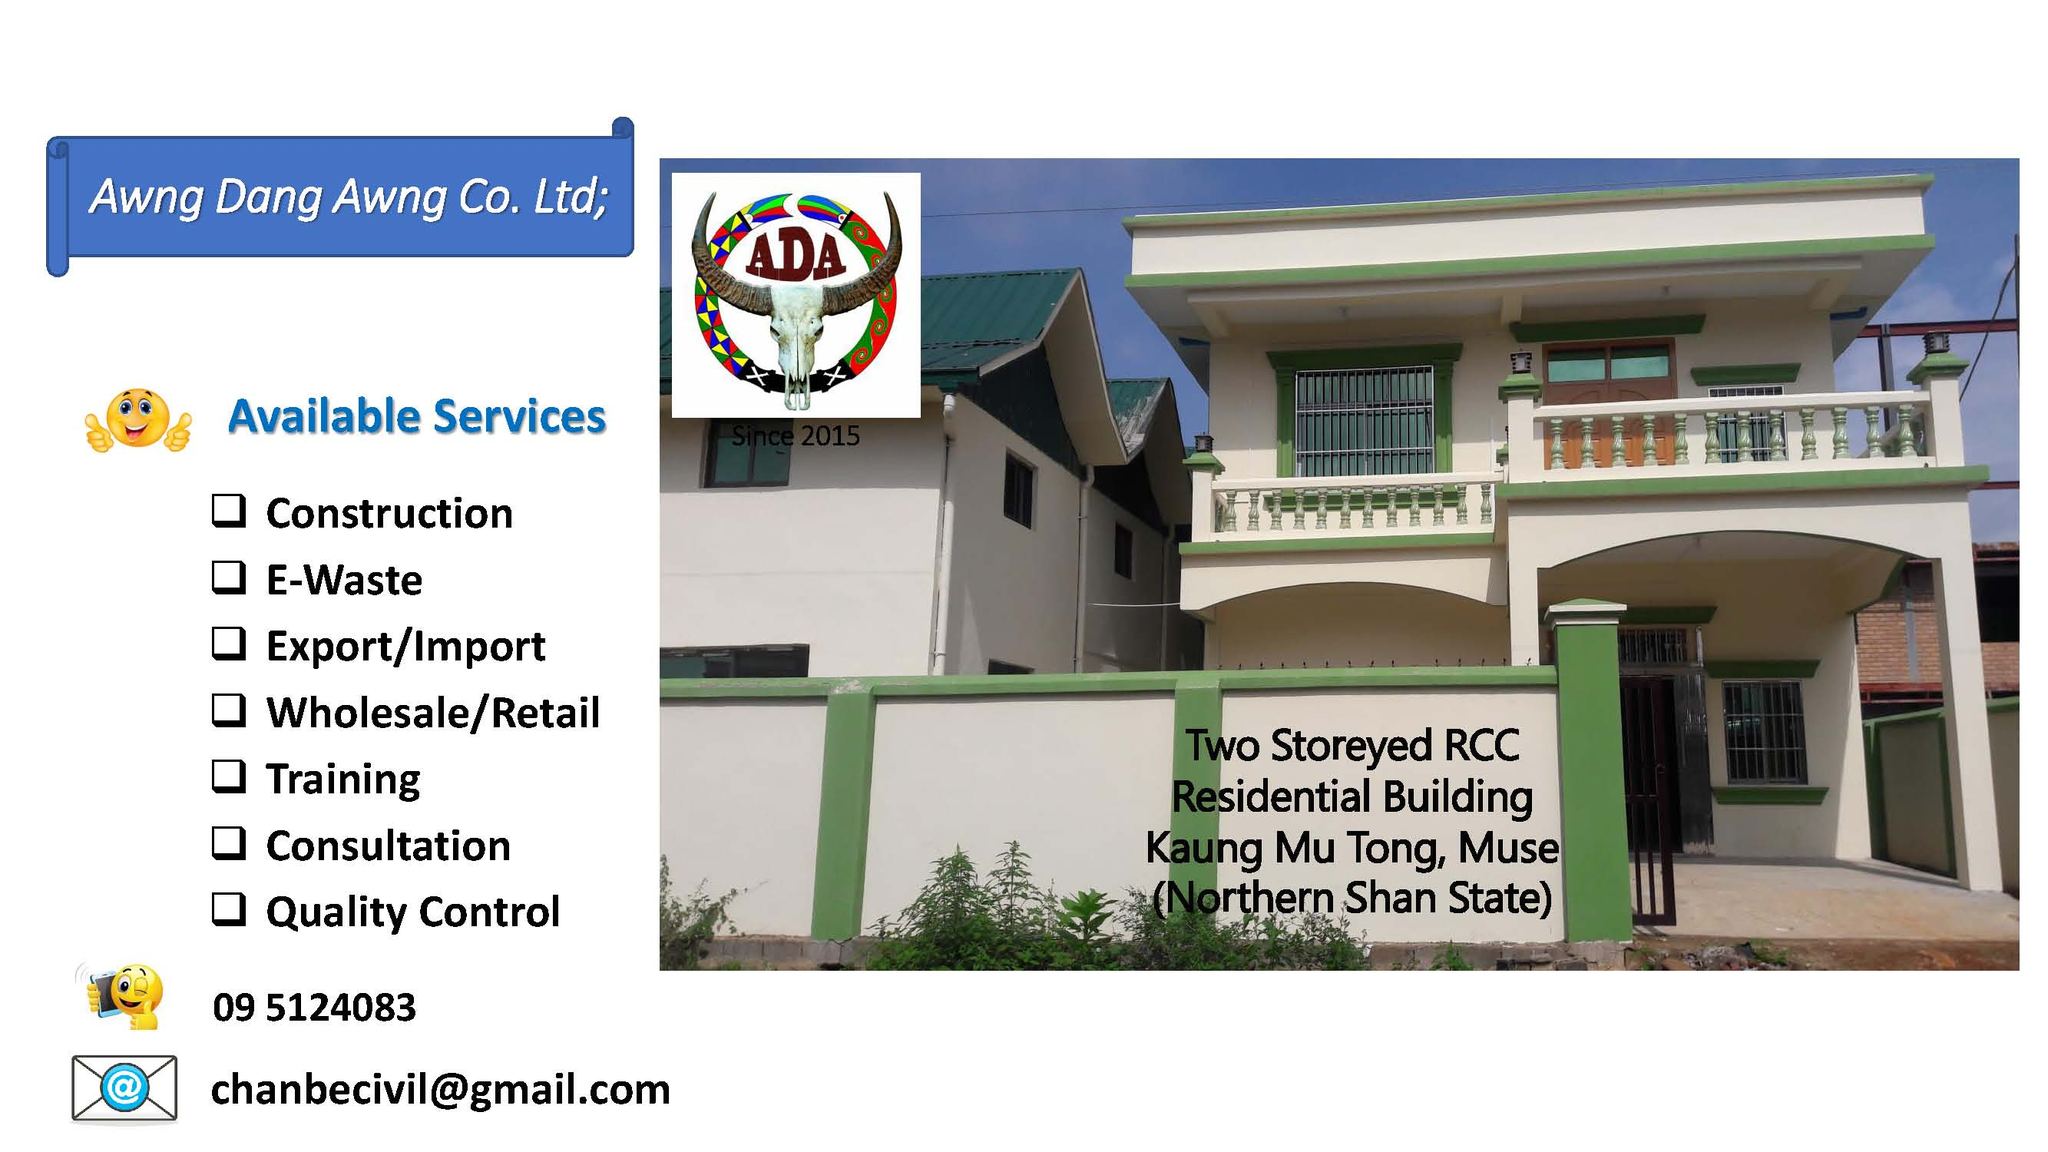 Awng Dang Awng Co. Ltd;
ADA
Since 2015
Available Services
Construction
E-Waste
Export/Import
Wholesale/Retail
Training
Consultation
Quality Control
09 5124083
@
chanbecivil@gmail.com
Two Storeyed RCC
Residential Building
Kaung Mu Tong, Muse
(Northern Shan State)